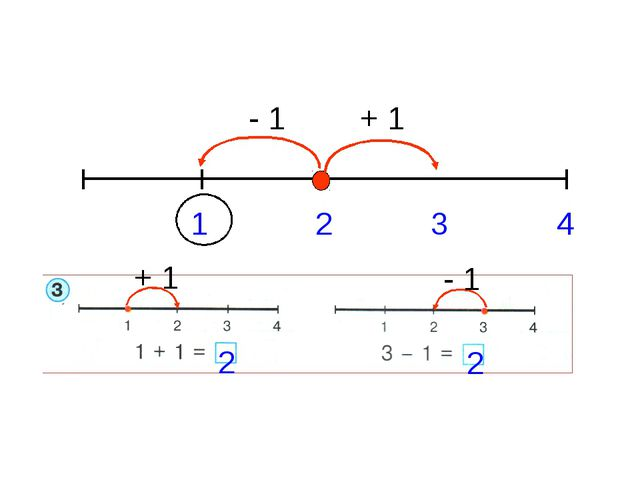 - 1 + 1
1 2 3 4
3
+ 1 - 1
1 2 3 4 1 2 3 4
1 + 1 = 2 3 – 1 = 2